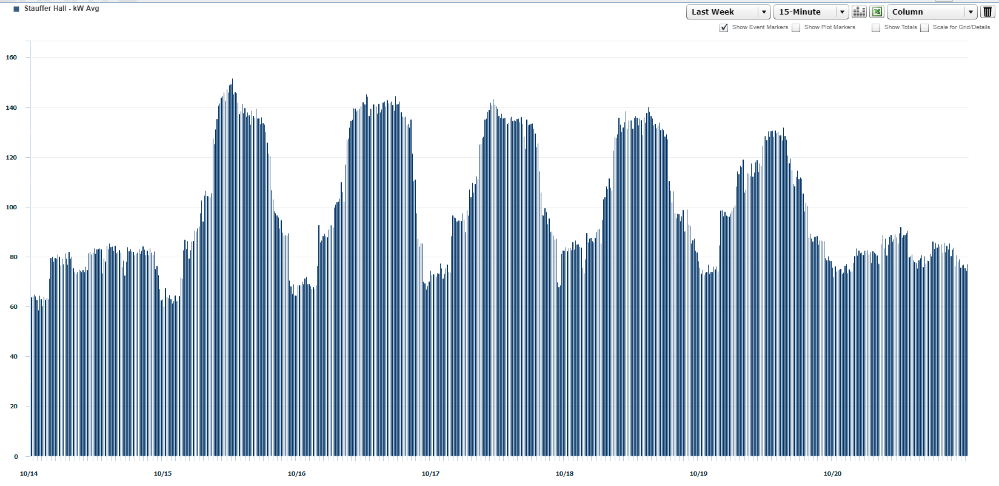 Stauffer Hall - kW Avg
Last Week 15-Minute Column
Show Event Markers Show Plot Markers Show Totals Scale for Grid/Details
160
140
120
100
80
60
40
20
0
10/14 10/15 10/16 10/17 10/18 10/19 10/20